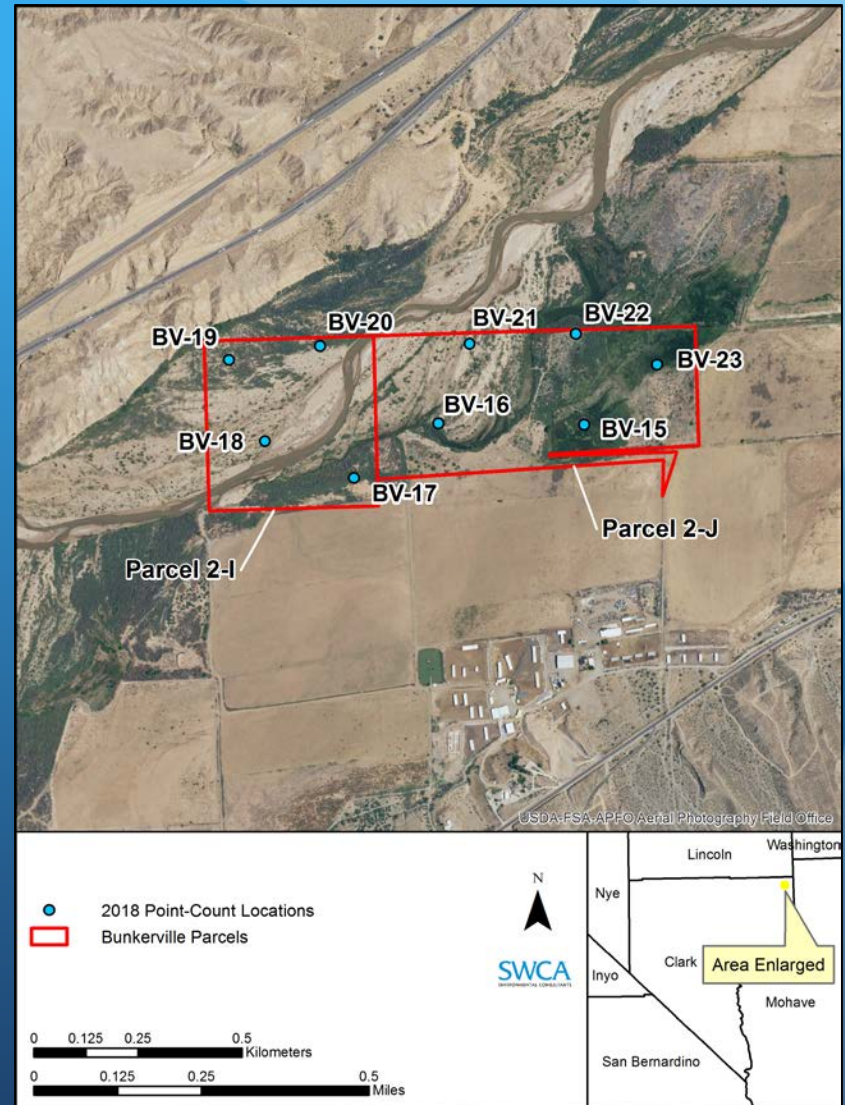 BV-19
BV-20
BV-21
BV-22
BV-23
BV-16
BV-18
BV-15
BV-17
Parcel 2-J
Parcel 2-I
USDA-FSA-APFO Aerial Photography Field Office
2018 Point-Count Locations
Bunkerville Parcels
N
SWCA
ENVIRONMENTAL CONSULTANTS
0 0.125 0.25 0.5
Kilometers
0 0.125 0.25 0.5
Miles
Lincoln
Washington
Nye
Clark
Area Enlarged
Inyo
Mohave
San Bernardino